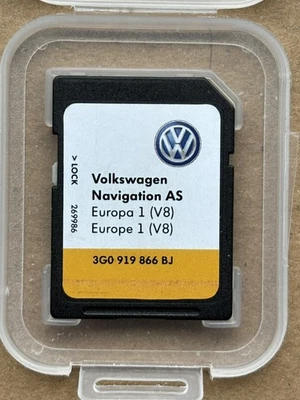 > LOCK
269986
Volkswagen
Navigation AS
Europa 1 (V8)
Europe 1 (V8)
3G0 919 866 BJ